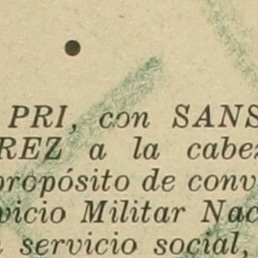 PRI, con SANS
REZ a la cabez
propósito de conv
vicio Militar Nac
servicio social,